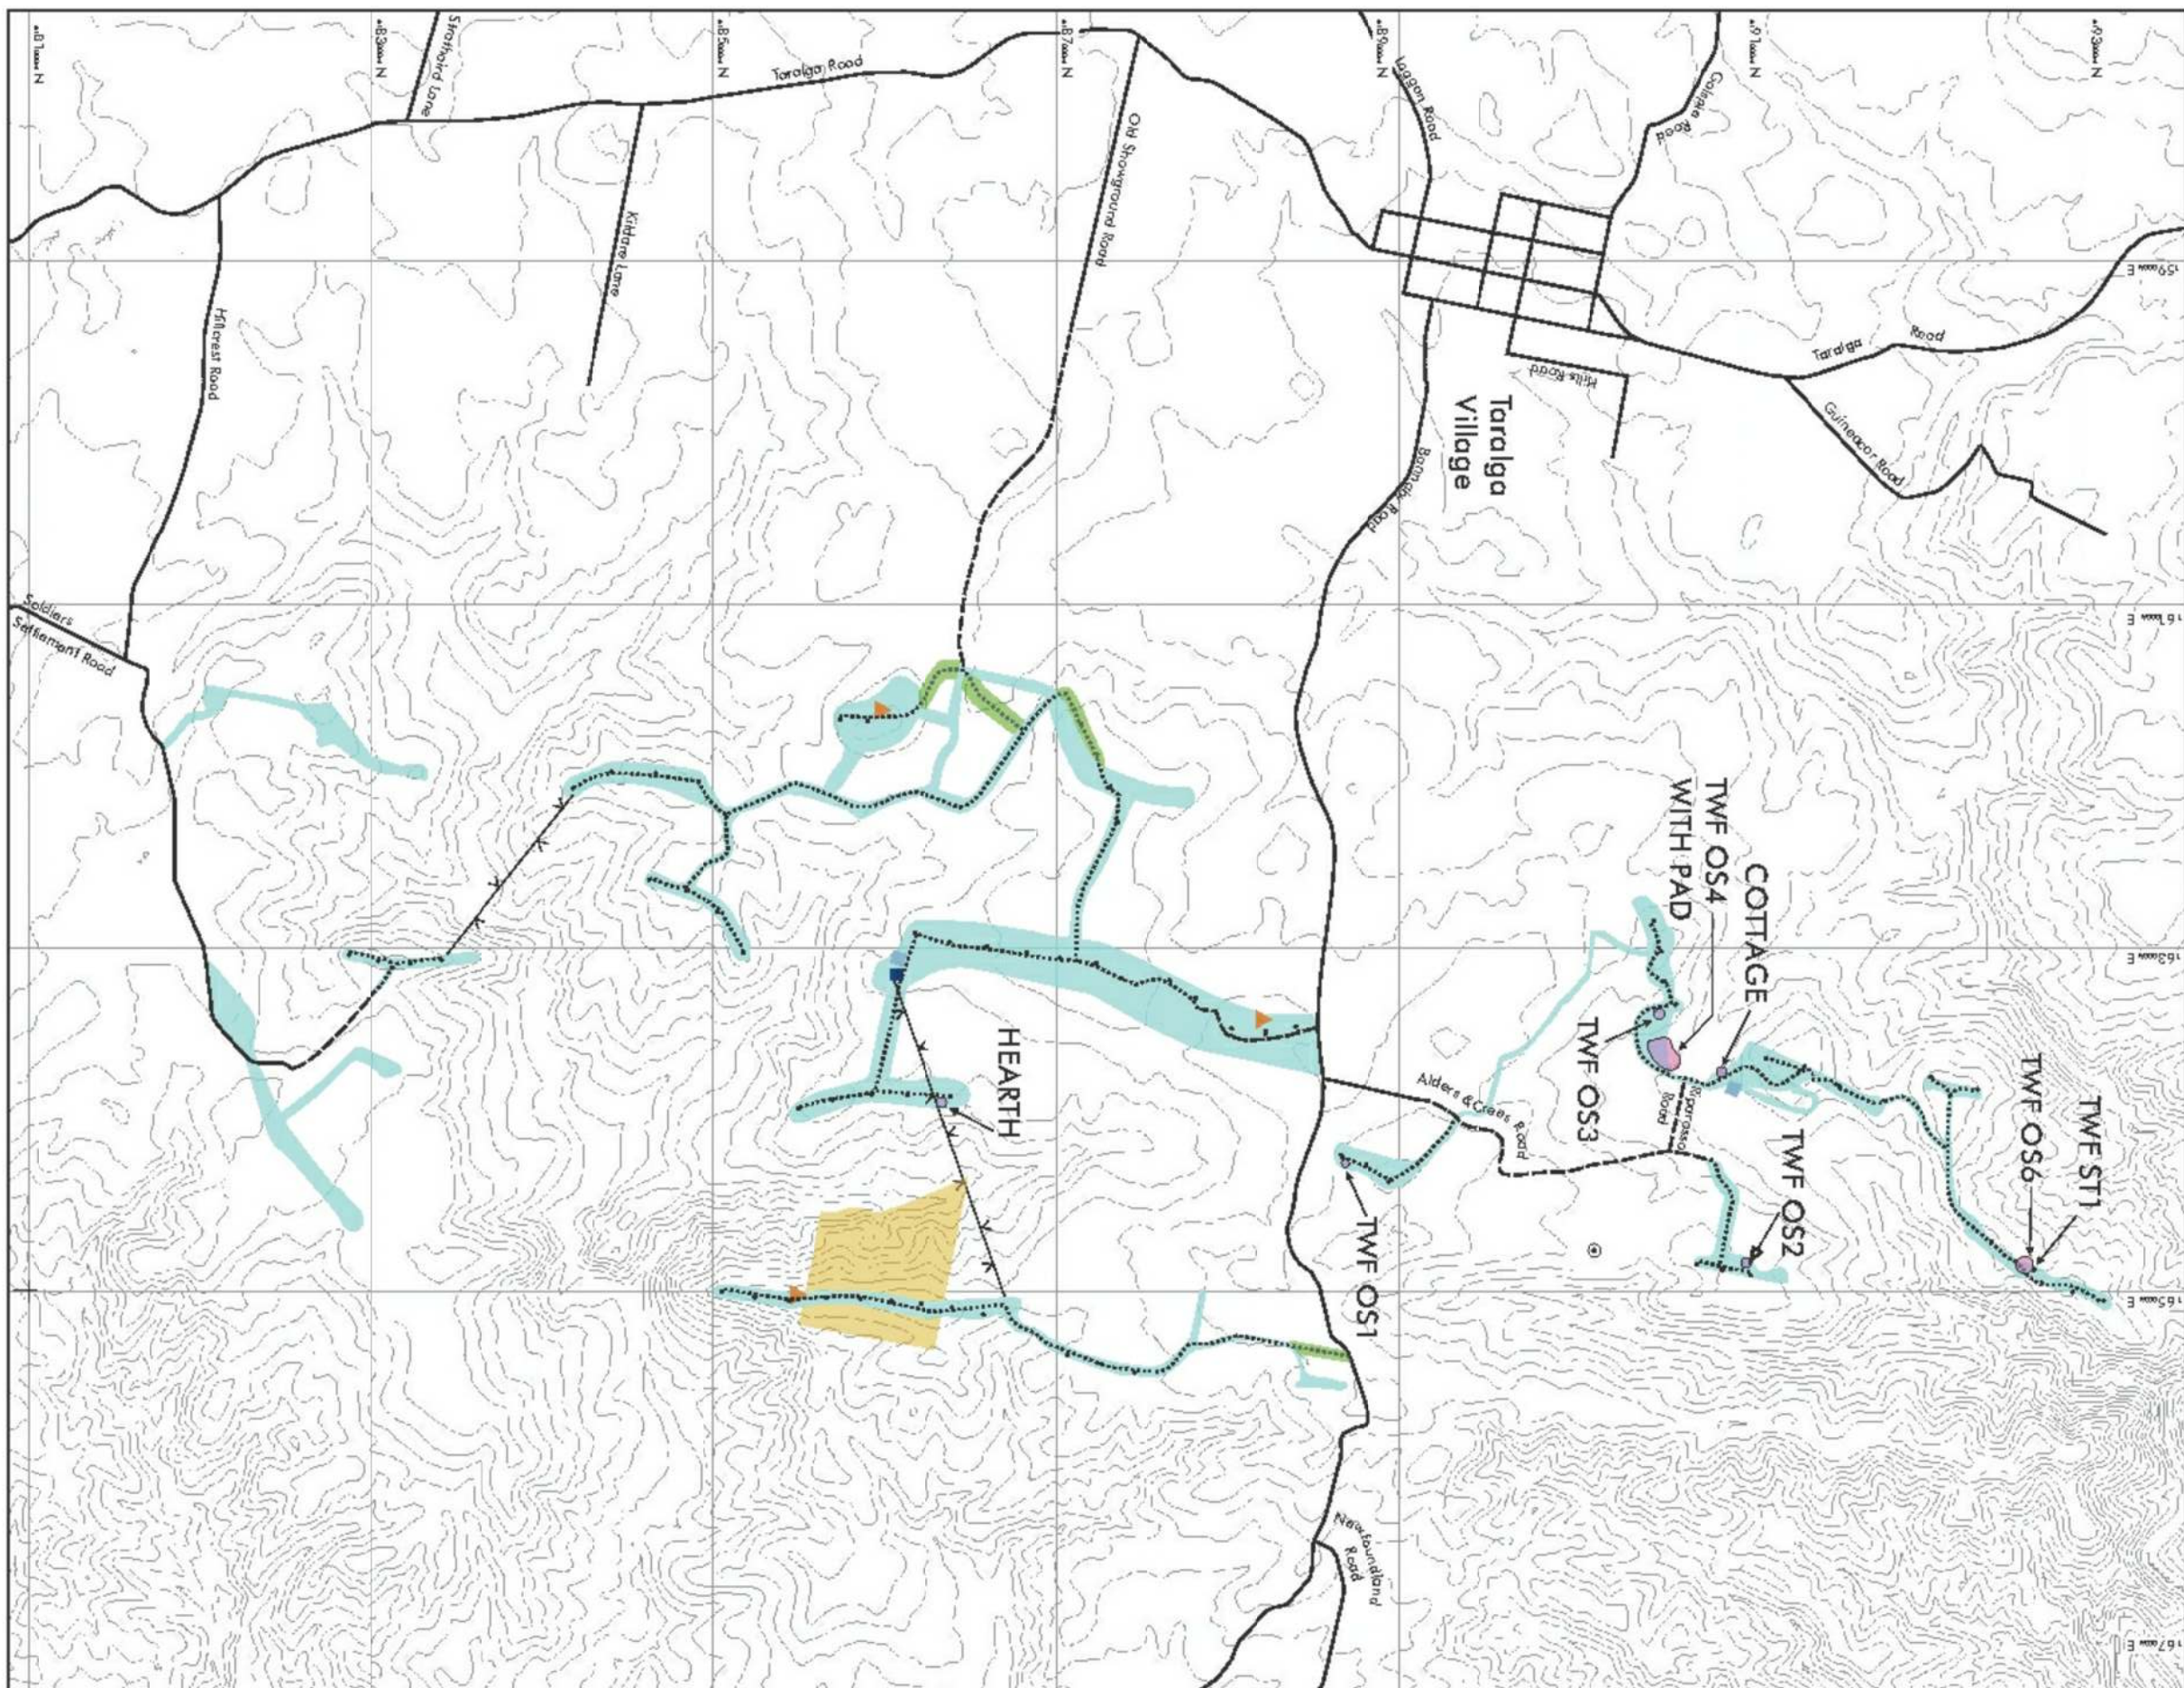 Strathaird Lane
Taralga Road
Old Showground Road
Laggan Road
Golspie
Road
Kildare Lane
Hillcrest Road
Taralga
Road
Hills Road
Guineacor Road
Taralga
Village
Bannaby Road
Soldiers
Settlement Road
TWF OS4
WITH PAD
COTTAGE
TWF OS3
HEARTH
Alders & Crees Road
Road
TWF OS2
TWF OS6
TWF ST1
TWF OS1
Newfoundland
Road